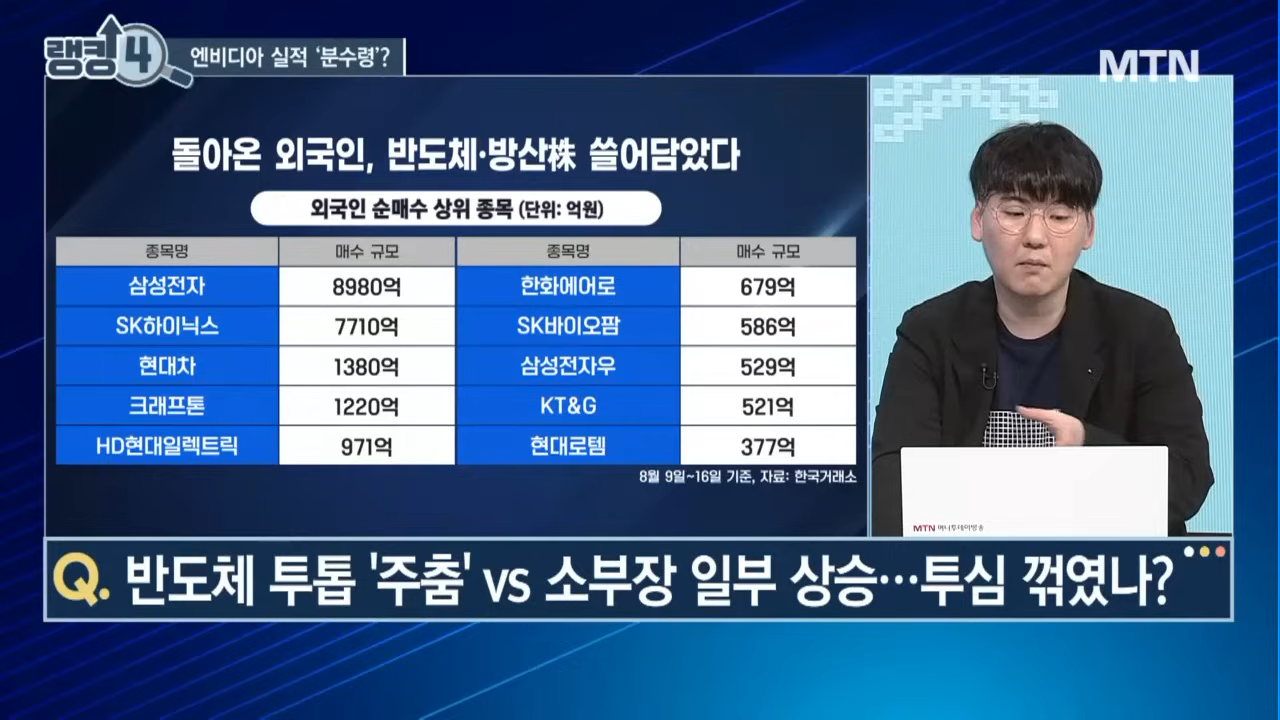 랭킹4
엔비디아 실적 '분수령'?
MTN
돌아온 외국인, 반도체·방산株 쓸어담았다
외국인 순매수 상위 종목 (단위: 억원)
종목명 매수 규모 종목명 매수 규모
삼성전자 8980억 한화에어로 679억
SK하이닉스 7710억 SK바이오팜 586억
현대차 1380억 삼성전자우 529억
크래프톤 1220억 KT&G 521억
HD현대일렉트릭 971억 현대로템 377억
8월 9일~16일 기준, 자료: 한국거래소
MTN 머니투데이방송
Q. 반도체 투톱 '주춤' vs 소부장 일부 상승…투심 꺾였나?